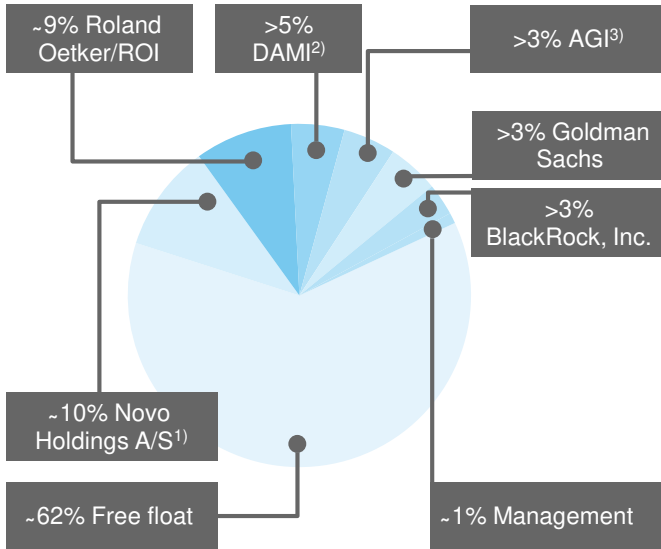 ~9% Roland
Oetker/ROI
>5%
DAMI2)
>3% AGI3)
>3% Goldman
Sachs
>3%
BlackRock, Inc.
~10% Novo
Holdings A/S1)
~62% Free float
~1% Management